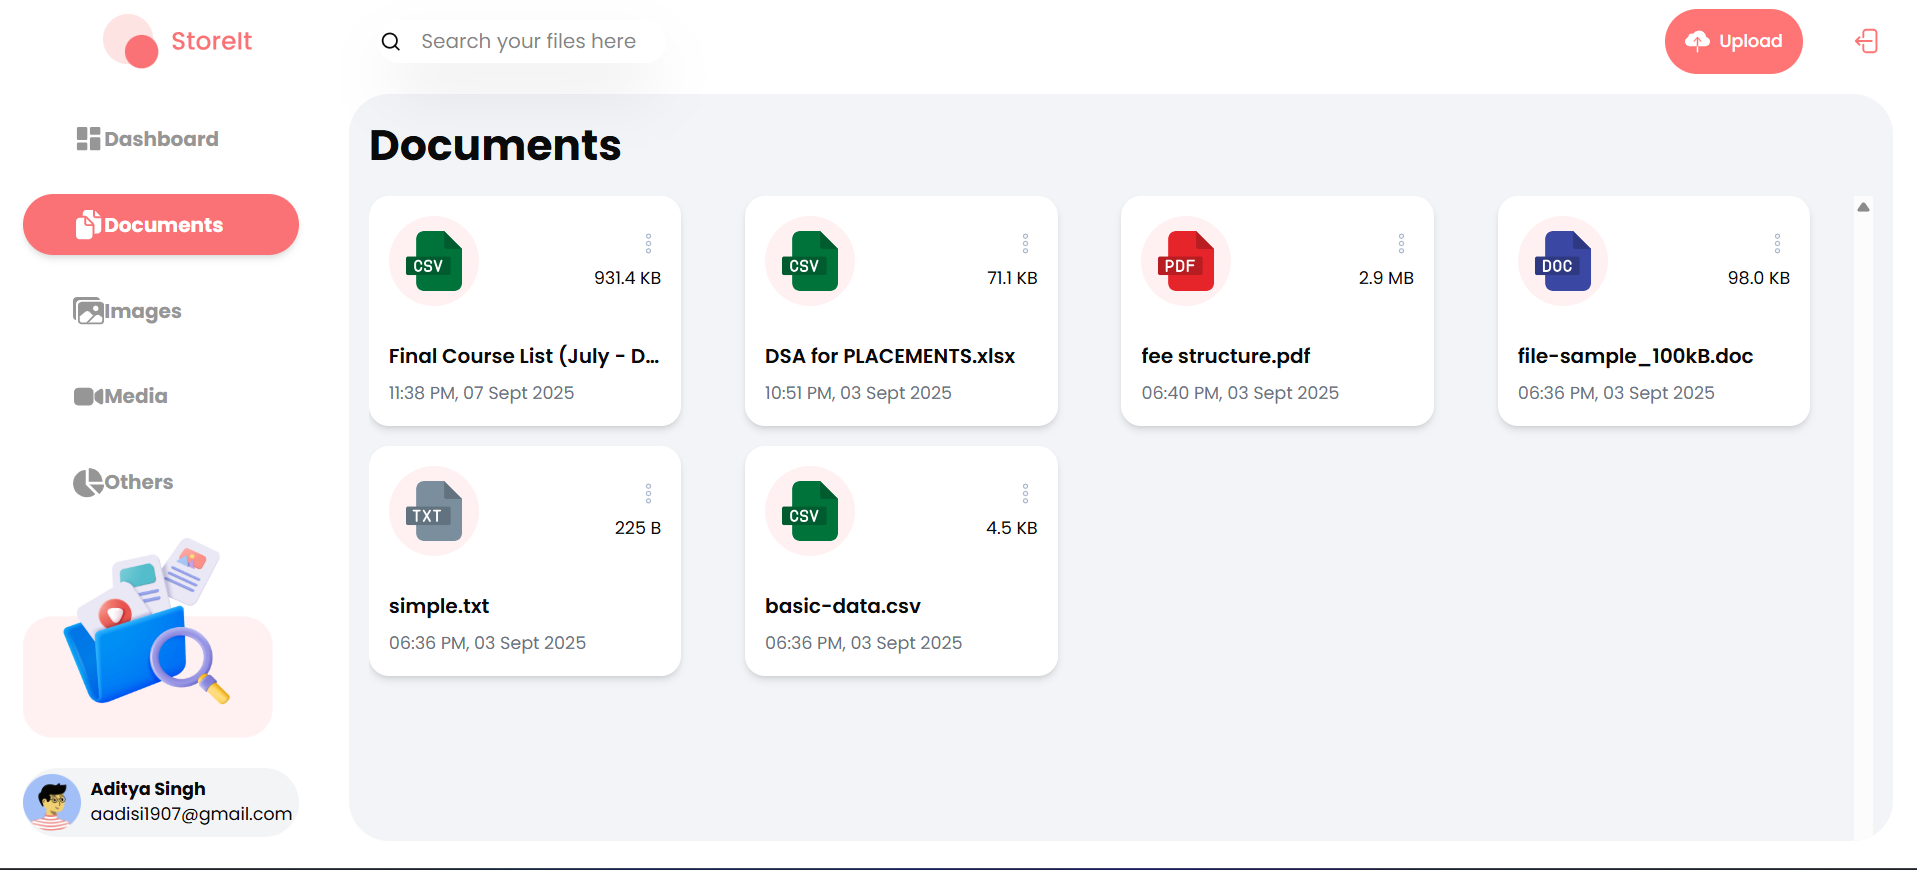 StoreIt
Search your files here
Upload
Dashboard
Documents
Images
Media
Others
Aditya Singh
aadisi1907@gmail.com
Documents
CSV
931.4 KB
Final Course List (July - D...
11:38 PM, 07 Sept 2025
CSV
71.1 KB
DSA for PLACEMENTS.xlsx
10:51 PM, 03 Sept 2025
PDF
2.9 MB
fee structure.pdf
06:40 PM, 03 Sept 2025
DOC
98.0 KB
file-sample_100kB.doc
06:36 PM, 03 Sept 2025
TXT
225 B
simple.txt
06:36 PM, 03 Sept 2025
CSV
4.5 KB
basic-data.csv
06:36 PM, 03 Sept 2025